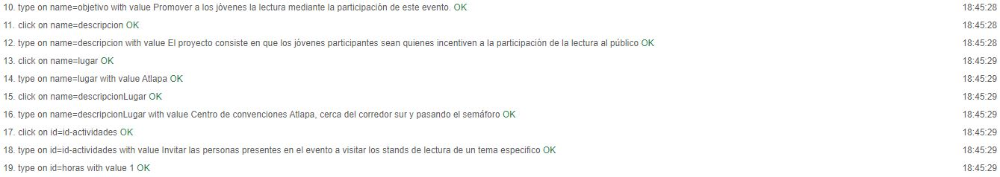 10. type on name=objetivo with value Promover a los jóvenes la lectura mediante la participación de este evento. OK 18:45:28
11. click on name=descripcion OK 18:45:28
12. type on name=descripcion with value El proyecto consiste en que los jóvenes participantes sean quienes incentiven a la participación de la lectura al público OK 18:45:28
13. click on name=lugar OK 18:45:29
14. type on name=lugar with value Atlapa OK 18:45:29
15. click on name=descripcionLugar OK 18:45:29
16. type on name=descripcionLugar with value Centro de convenciones Atlapa, cerca del corredor sur y pasando el semáforo OK 18:45:29
17. click on id=id-actividades OK 18:45:29
18. type on id=id-actividades with value Invitar las personas presentes en el evento a visitar los stands de lectura de un tema especifico OK 18:45:29
19. type on id=horas with value 1 OK 18:45:29